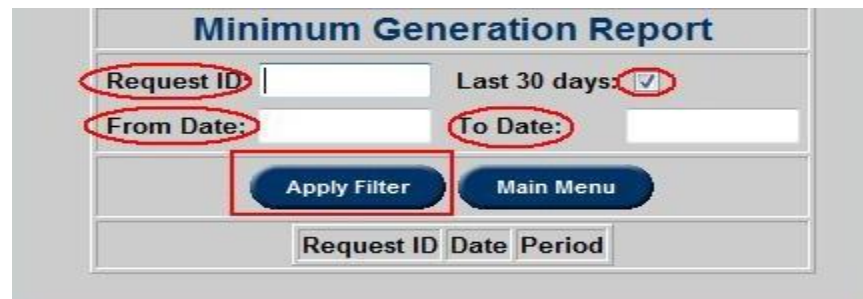 Minimum Generation Report
Request ID: Last 30 days:
From Date: To Date:
Apply Filter Main Menu
Request ID Date Period